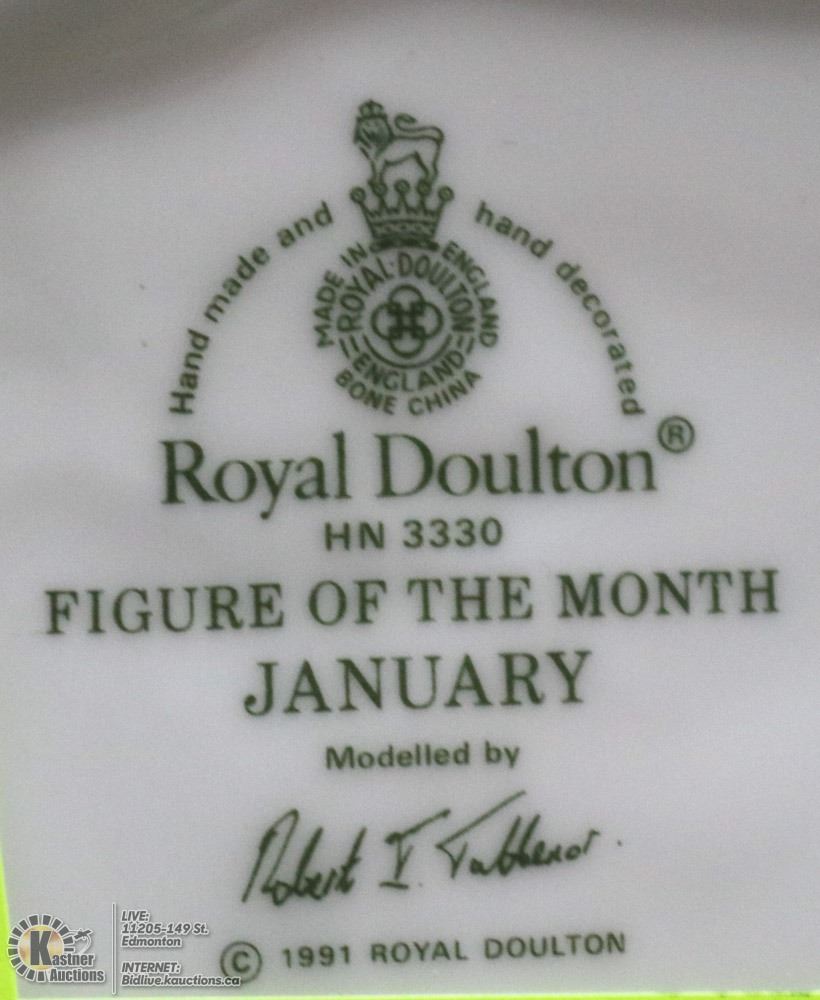 Hand made and hand decorated
MADE IN ENGLAND
ROYAL·DOULTON
ENGLAND
BONE CHINA
Royal Doulton®
HN 3330
FIGURE OF THE MONTH
JANUARY
Modelled by
Robert I. Tabbenor.
© 1991 ROYAL DOULTON
Kastner
Auctions
LIVE:
11205-149 St.
Edmonton
INTERNET:
Bidlive.kauctions.ca